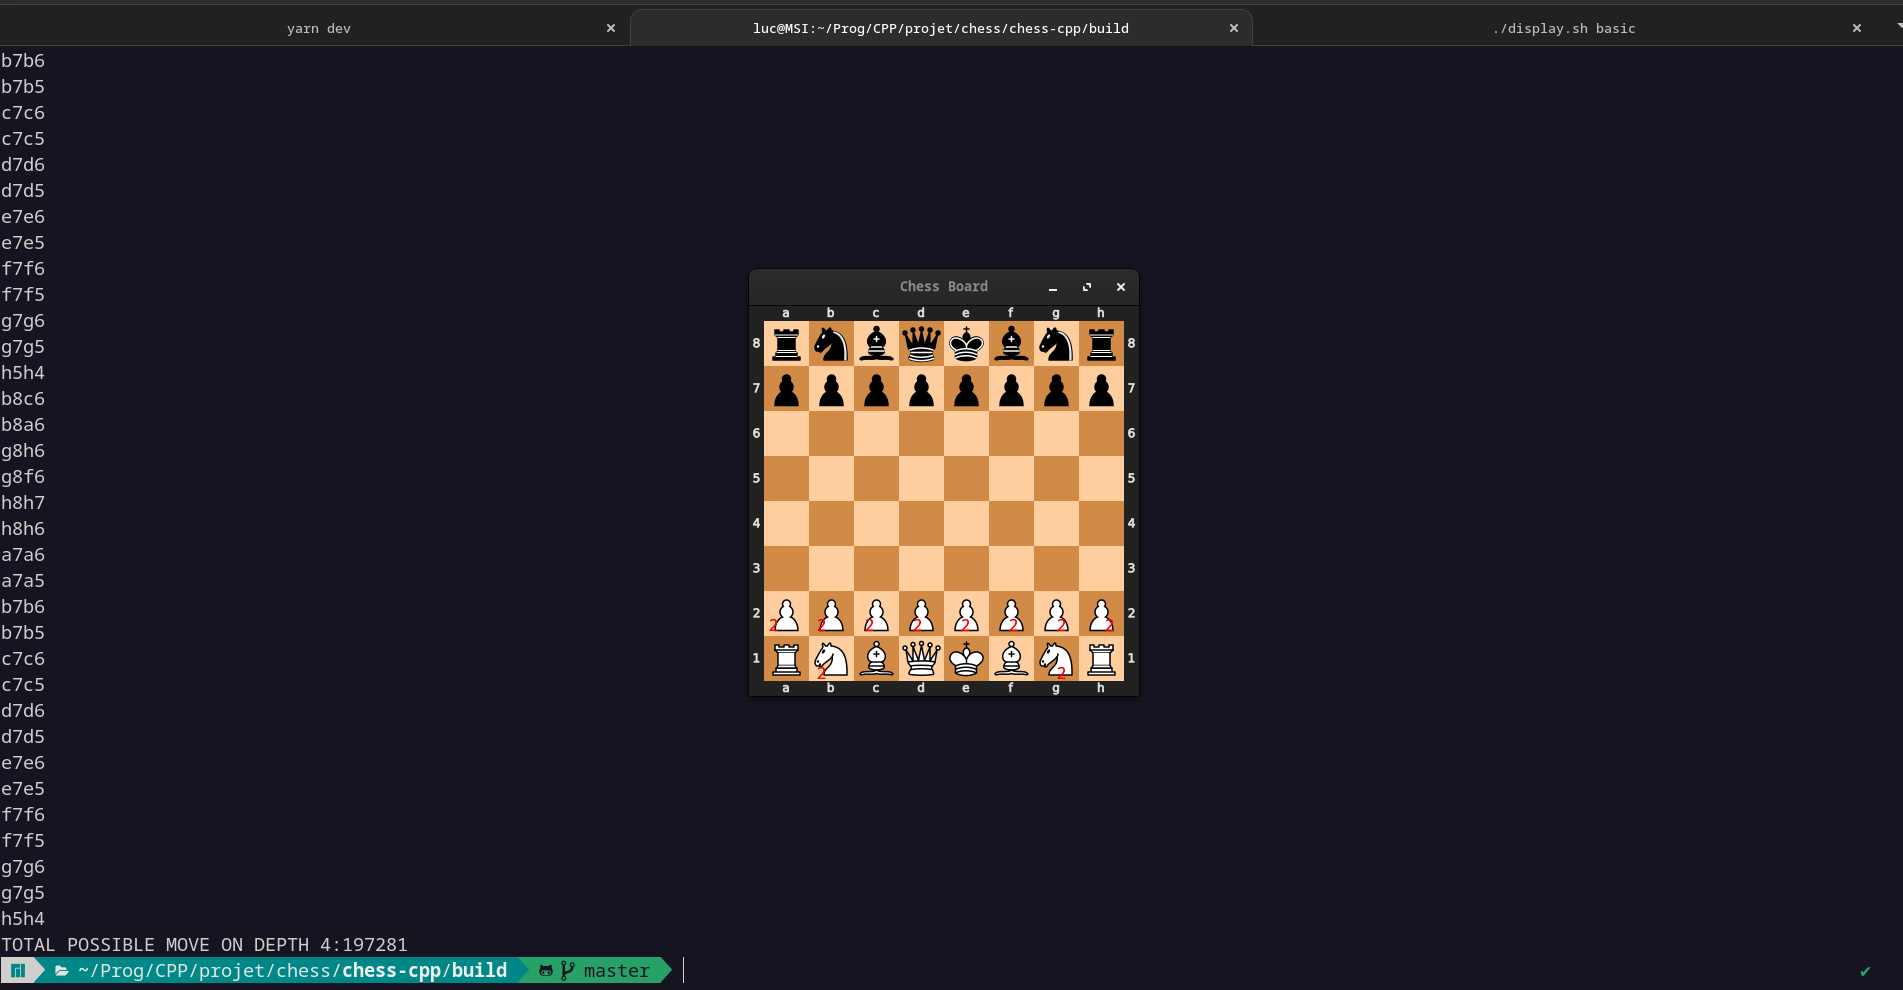 yarn dev
luc@MSI:~/Prog/CPP/projet/chess/chess-cpp/build
./display.sh basic
b7b6
b7b5
c7c6
c7c5
d7d6
d7d5
e7e6
e7e5
f7f6
f7f5
g7g6
g7g5
h5h4
b8c6
b8a6
g8h6
g8f6
h8h7
h8h6
a7a6
a7a5
b7b6
b7b5
c7c6
c7c5
d7d6
d7d5
e7e6
e7e5
f7f6
f7f5
g7g6
g7g5
h5h4
TOTAL POSSIBLE MOVE ON DEPTH 4:197281
~/Prog/CPP/projet/chess/chess-cpp/build master
Chess Board
a b c d e f g h
8 8
7 7
6 6
5 5
4 4
3 3
2 2
2 2 2 2 2 2 2 2
1 1
2 2
a b c d e f g h